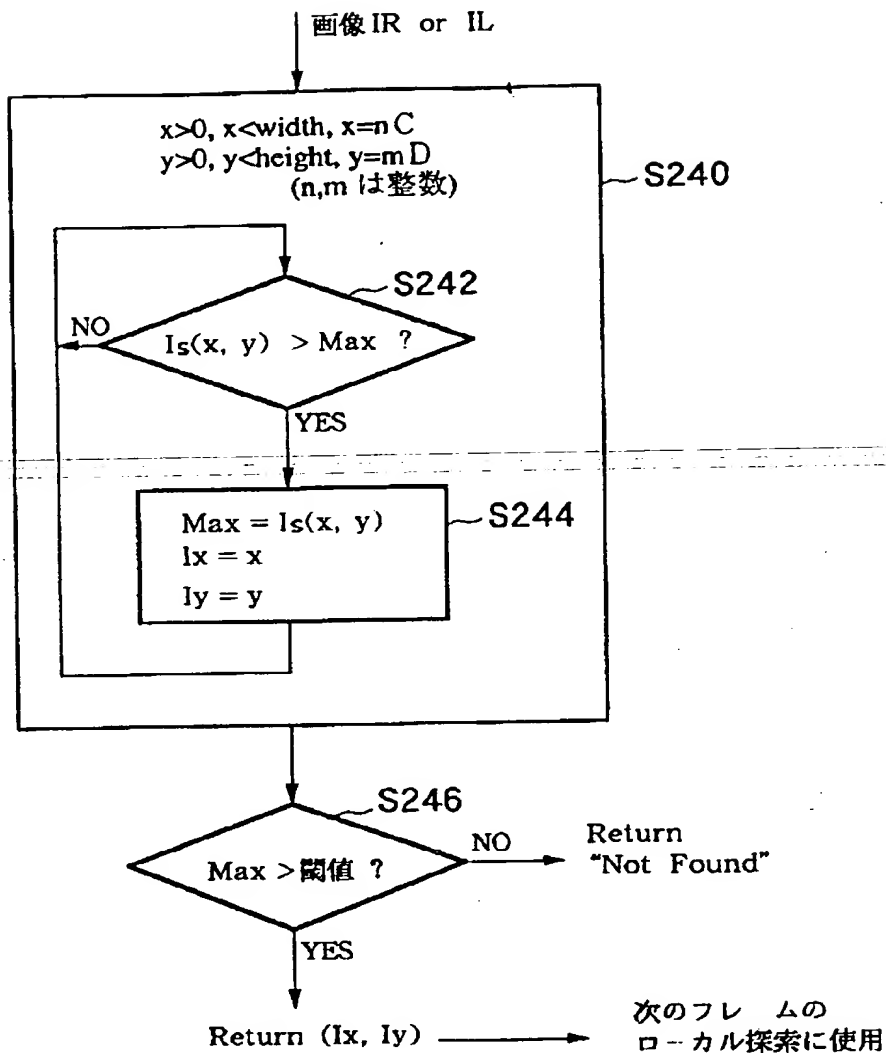 画像 IR or IL
x>0, x<width, x=nC
y>0, y<height, y=mD
(n,m は整数)
S240
S242
NO
Is(x, y) > Max ?
YES
Max = Is(x, y)
Ix = x
Iy = y
S244
S246
Max > 閾値 ?
NO
Return
“Not Found”
YES
Return (Ix, Iy)
次のフレ ムの
ローカル探索に使用